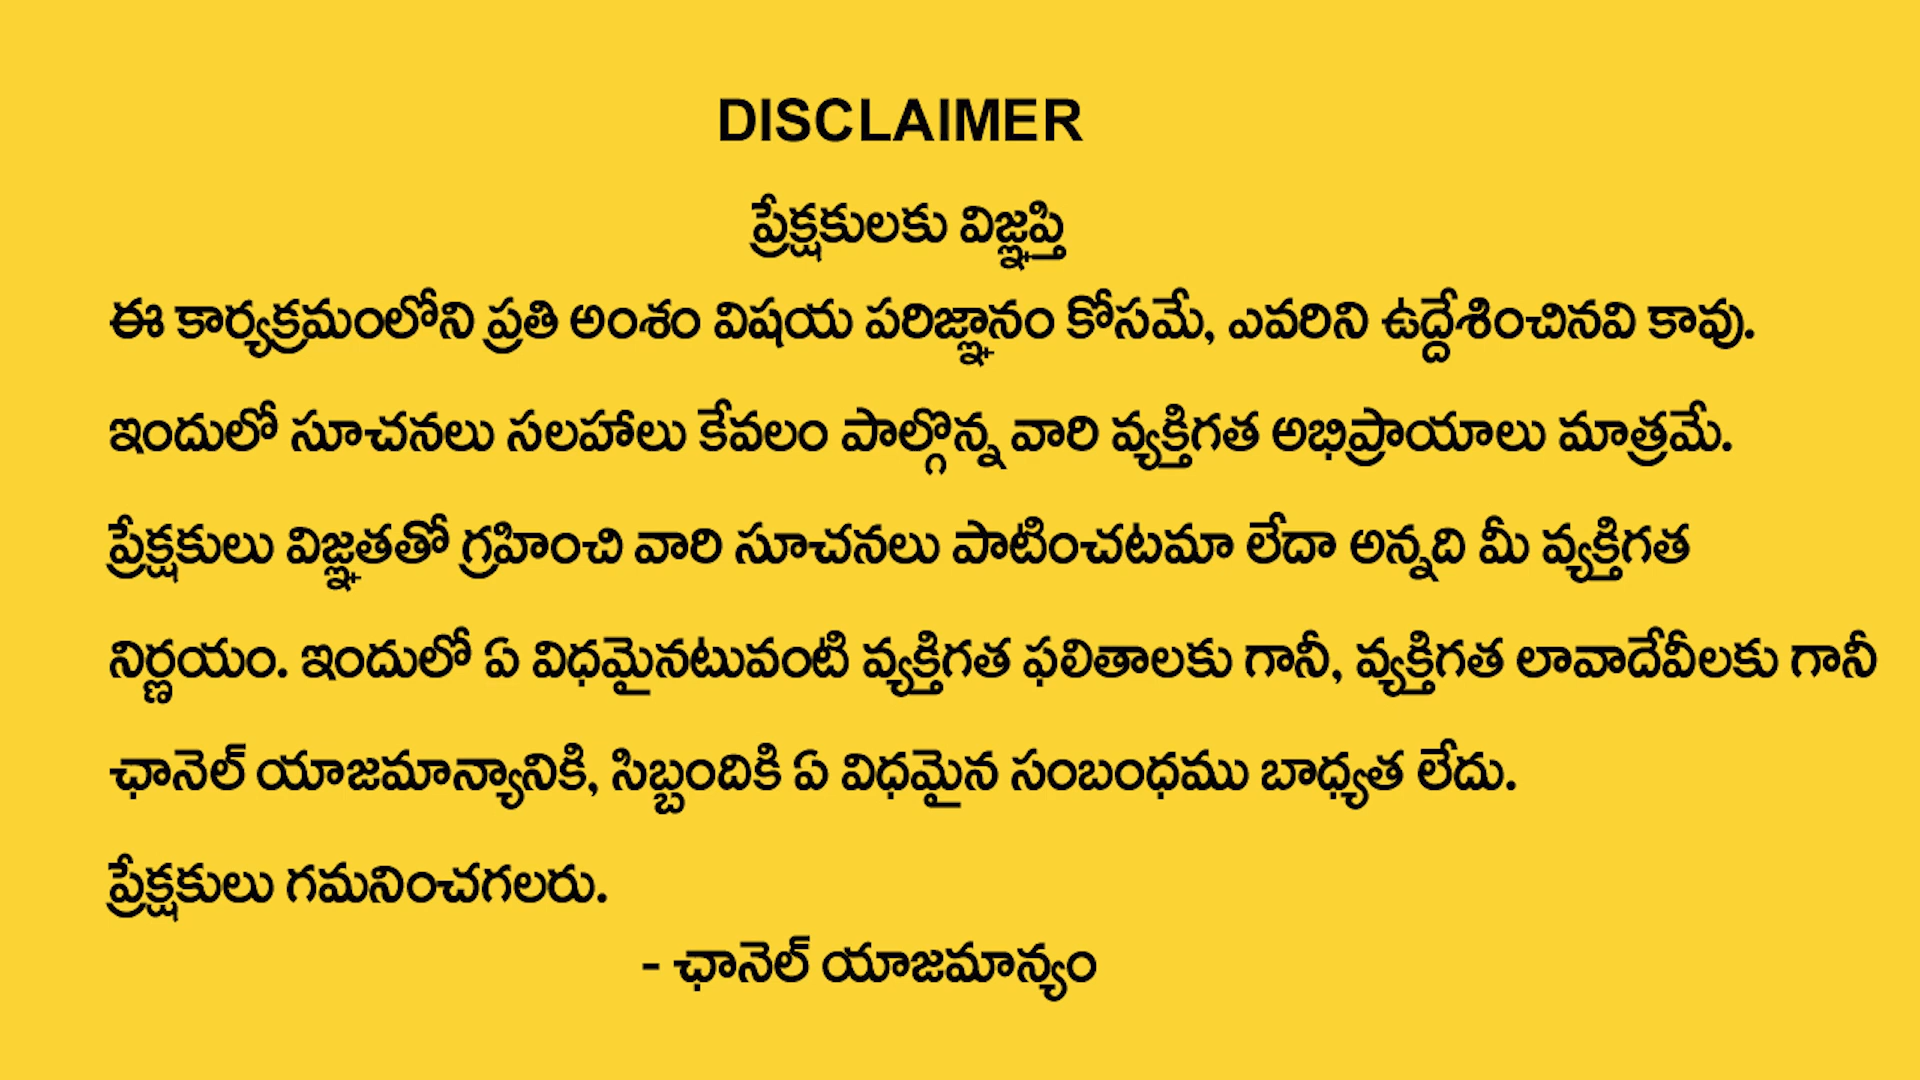 DISCLAIMER
ప్రేక్షకులకు విజ్ఞప్తి
ఈ కార్యక్రమంలోని ప్రతి అంశం విషయ పరిజ్ఞానం కోసమే, ఎవరిని ఉద్దేశించినవి కావు.
ఇందులో సూచనలు సలహాలు కేవలం పాల్గొన్న వారి వ్యక్తిగత అభిప్రాయాలు మాత్రమే.
ప్రేక్షకులు విజ్ఞతతో గ్రహించి వారి సూచనలు పాటించటమా లేదా అన్నది మీ వ్యక్తిగత
నిర్ణయం. ఇందులో ఏ విధమైనటువంటి వ్యక్తిగత ఫలితాలకు గానీ, వ్యక్తిగత లావాదేవీలకు గానీ
ఛానెల్ యాజమాన్యానికి, సిబ్బందికి ఏ విధమైన సంబంధము బాధ్యత లేదు.
ప్రేక్షకులు గమనించగలరు.
- ఛానెల్ యాజమాన్యం